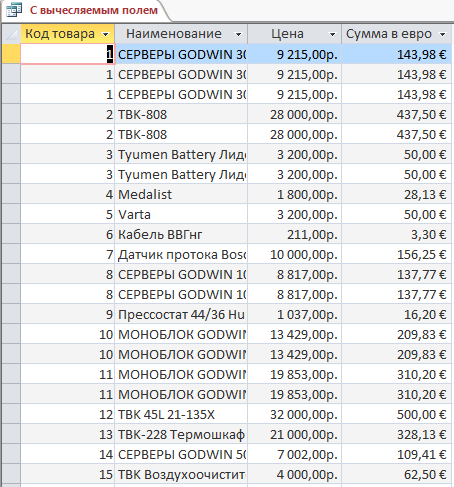 С вычесляемым полем
Код товара Наименование Цена Сумма в евро
1 СЕРВЕРЫ GODWIN 30 9 215,00р. 143,98 €
1 СЕРВЕРЫ GODWIN 30 9 215,00р. 143,98 €
1 СЕРВЕРЫ GODWIN 30 9 215,00р. 143,98 €
2 ТВК-808 28 000,00р. 437,50 €
2 ТВК-808 28 000,00р. 437,50 €
3 Tyumen Battery Лидe 3 200,00р. 50,00 €
3 Tyumen Battery Лидe 3 200,00р. 50,00 €
4 Medalist 1 800,00р. 28,13 €
5 Varta 3 200,00р. 50,00 €
6 Кабель ВВГнг 211,00р. 3,30 €
7 Датчик протока Bosc 10 000,00р. 156,25 €
8 СЕРВЕРЫ GODWIN 10 8 817,00р. 137,77 €
8 СЕРВЕРЫ GODWIN 10 8 817,00р. 137,77 €
9 Прессостат 44/36 Hu 1 037,00р. 16,20 €
10 МОНОБЛОК GODWIN 13 429,00р. 209,83 €
10 МОНОБЛОК GODWIN 13 429,00р. 209,83 €
11 МОНОБЛОК GODWIN 19 853,00р. 310,20 €
11 МОНОБЛОК GODWIN 19 853,00р. 310,20 €
12 ТВК 45L 21-135X 32 000,00р. 500,00 €
13 ТВК-228 Термошкаф 21 000,00р. 328,13 €
14 СЕРВЕРЫ GODWIN 50 7 002,00р. 109,41 €
15 ТВК Воздухоочистит 4 000,00р. 62,50 €